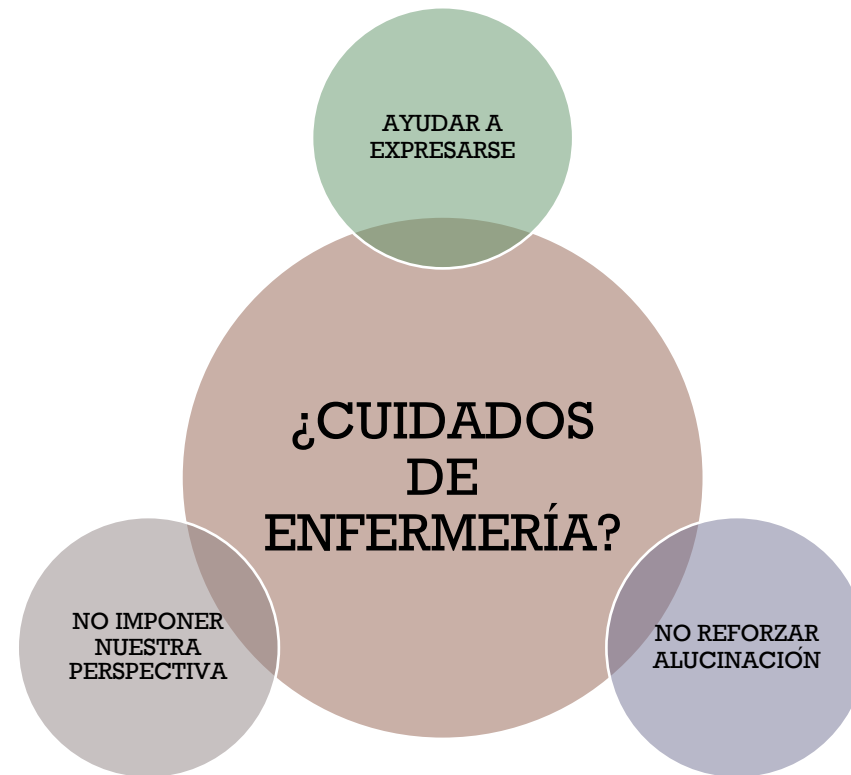 AYUDAR A
EXPRESARSE
¿CUIDADOS
DE
ENFERMERÍA?
NO IMPONER
NUESTRA
PERSPECTIVA
NO REFORZAR
ALUCINACIÓN